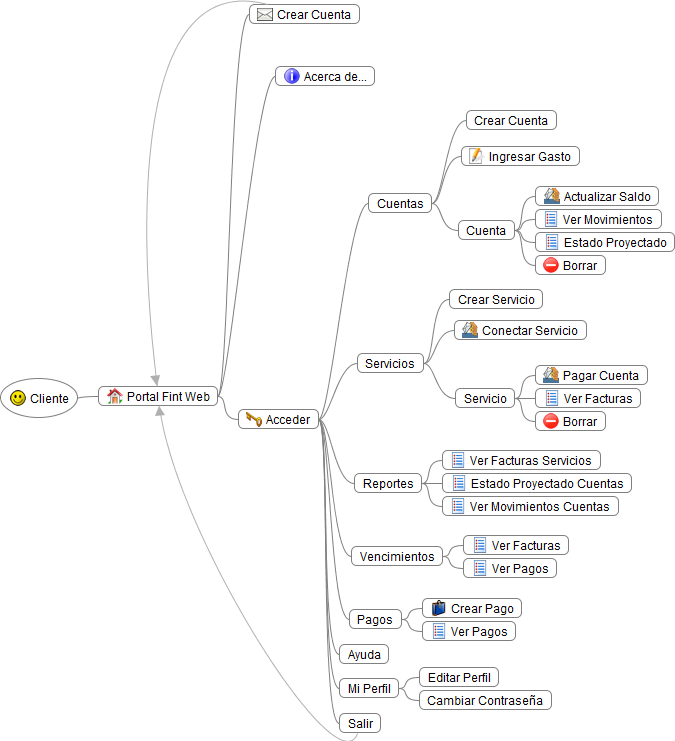 Crear Cuenta
Acerca de...
Crear Cuenta
Ingresar Gasto
Cuentas
Actualizar Saldo
Ver Movimientos
Cuenta
Estado Proyectado
Borrar
Crear Servicio
Conectar Servicio
Servicios
Pagar Cuenta
Ver Facturas
Servicio
Borrar
Cliente
Portal Fint Web
Acceder
Ver Facturas Servicios
Reportes
Estado Proyectado Cuentas
Ver Movimientos Cuentas
Ver Facturas
Vencimientos
Ver Pagos
Crear Pago
Pagos
Ver Pagos
Ayuda
Editar Perfil
Mi Perfil
Cambiar Contraseña
Salir